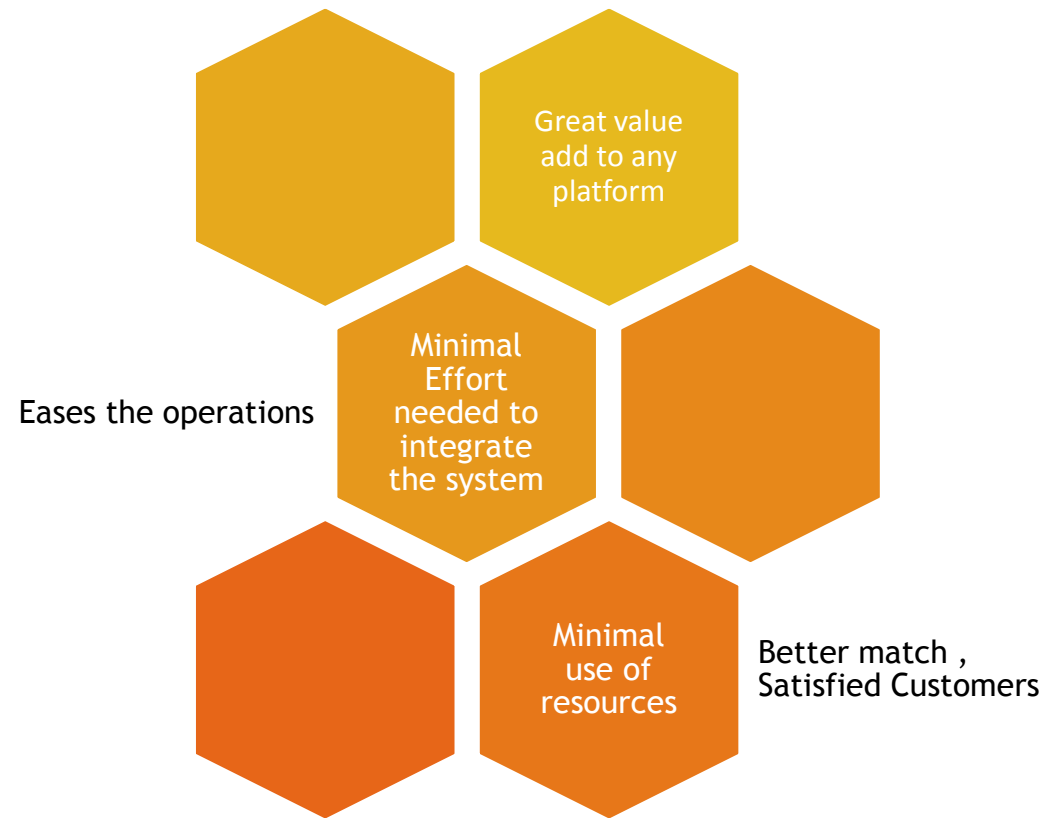 Great value
add to any
platform
Eases the operations
Minimal
Effort
needed to
integrate
the system
Minimal
use of
resources
Better match ,
Satisfied Customers